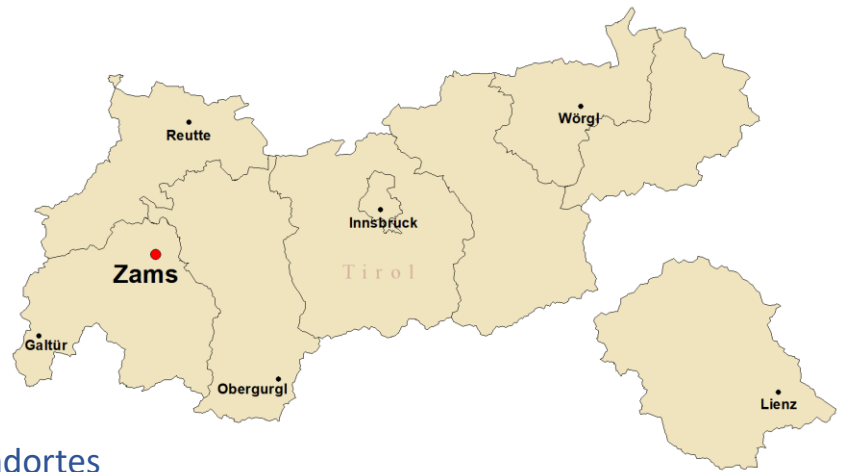 Wörgl
Reutte
Innsbruck
Tirol
Zams
Galtür
Obergurgl
Lienz